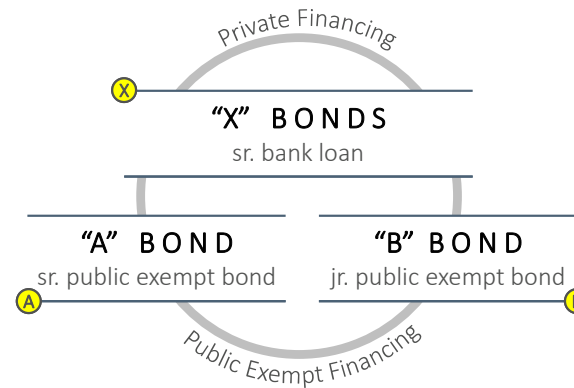 Private Financing
X
"X" BONDS
sr. bank loan
"A" BOND
sr. public exempt bond
"B" BOND
jr. public exempt bond
A
Public Exempt Financing